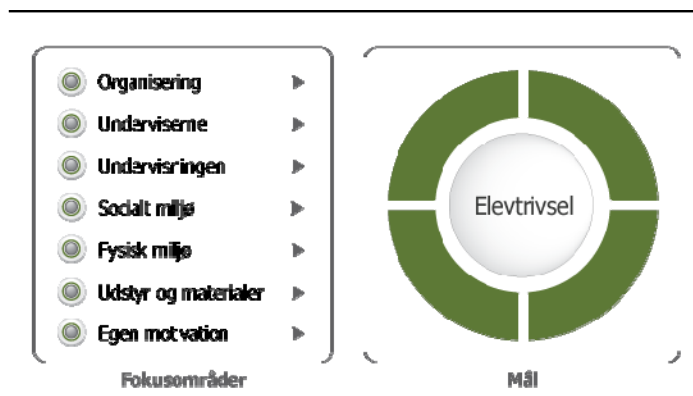 Organisering
Underviserne
Undervisningen
Socialt miljø
Fysisk miljø
Udstyr og materialer
Egen motivation
Fokusområder
Elevtrivsel
Mål